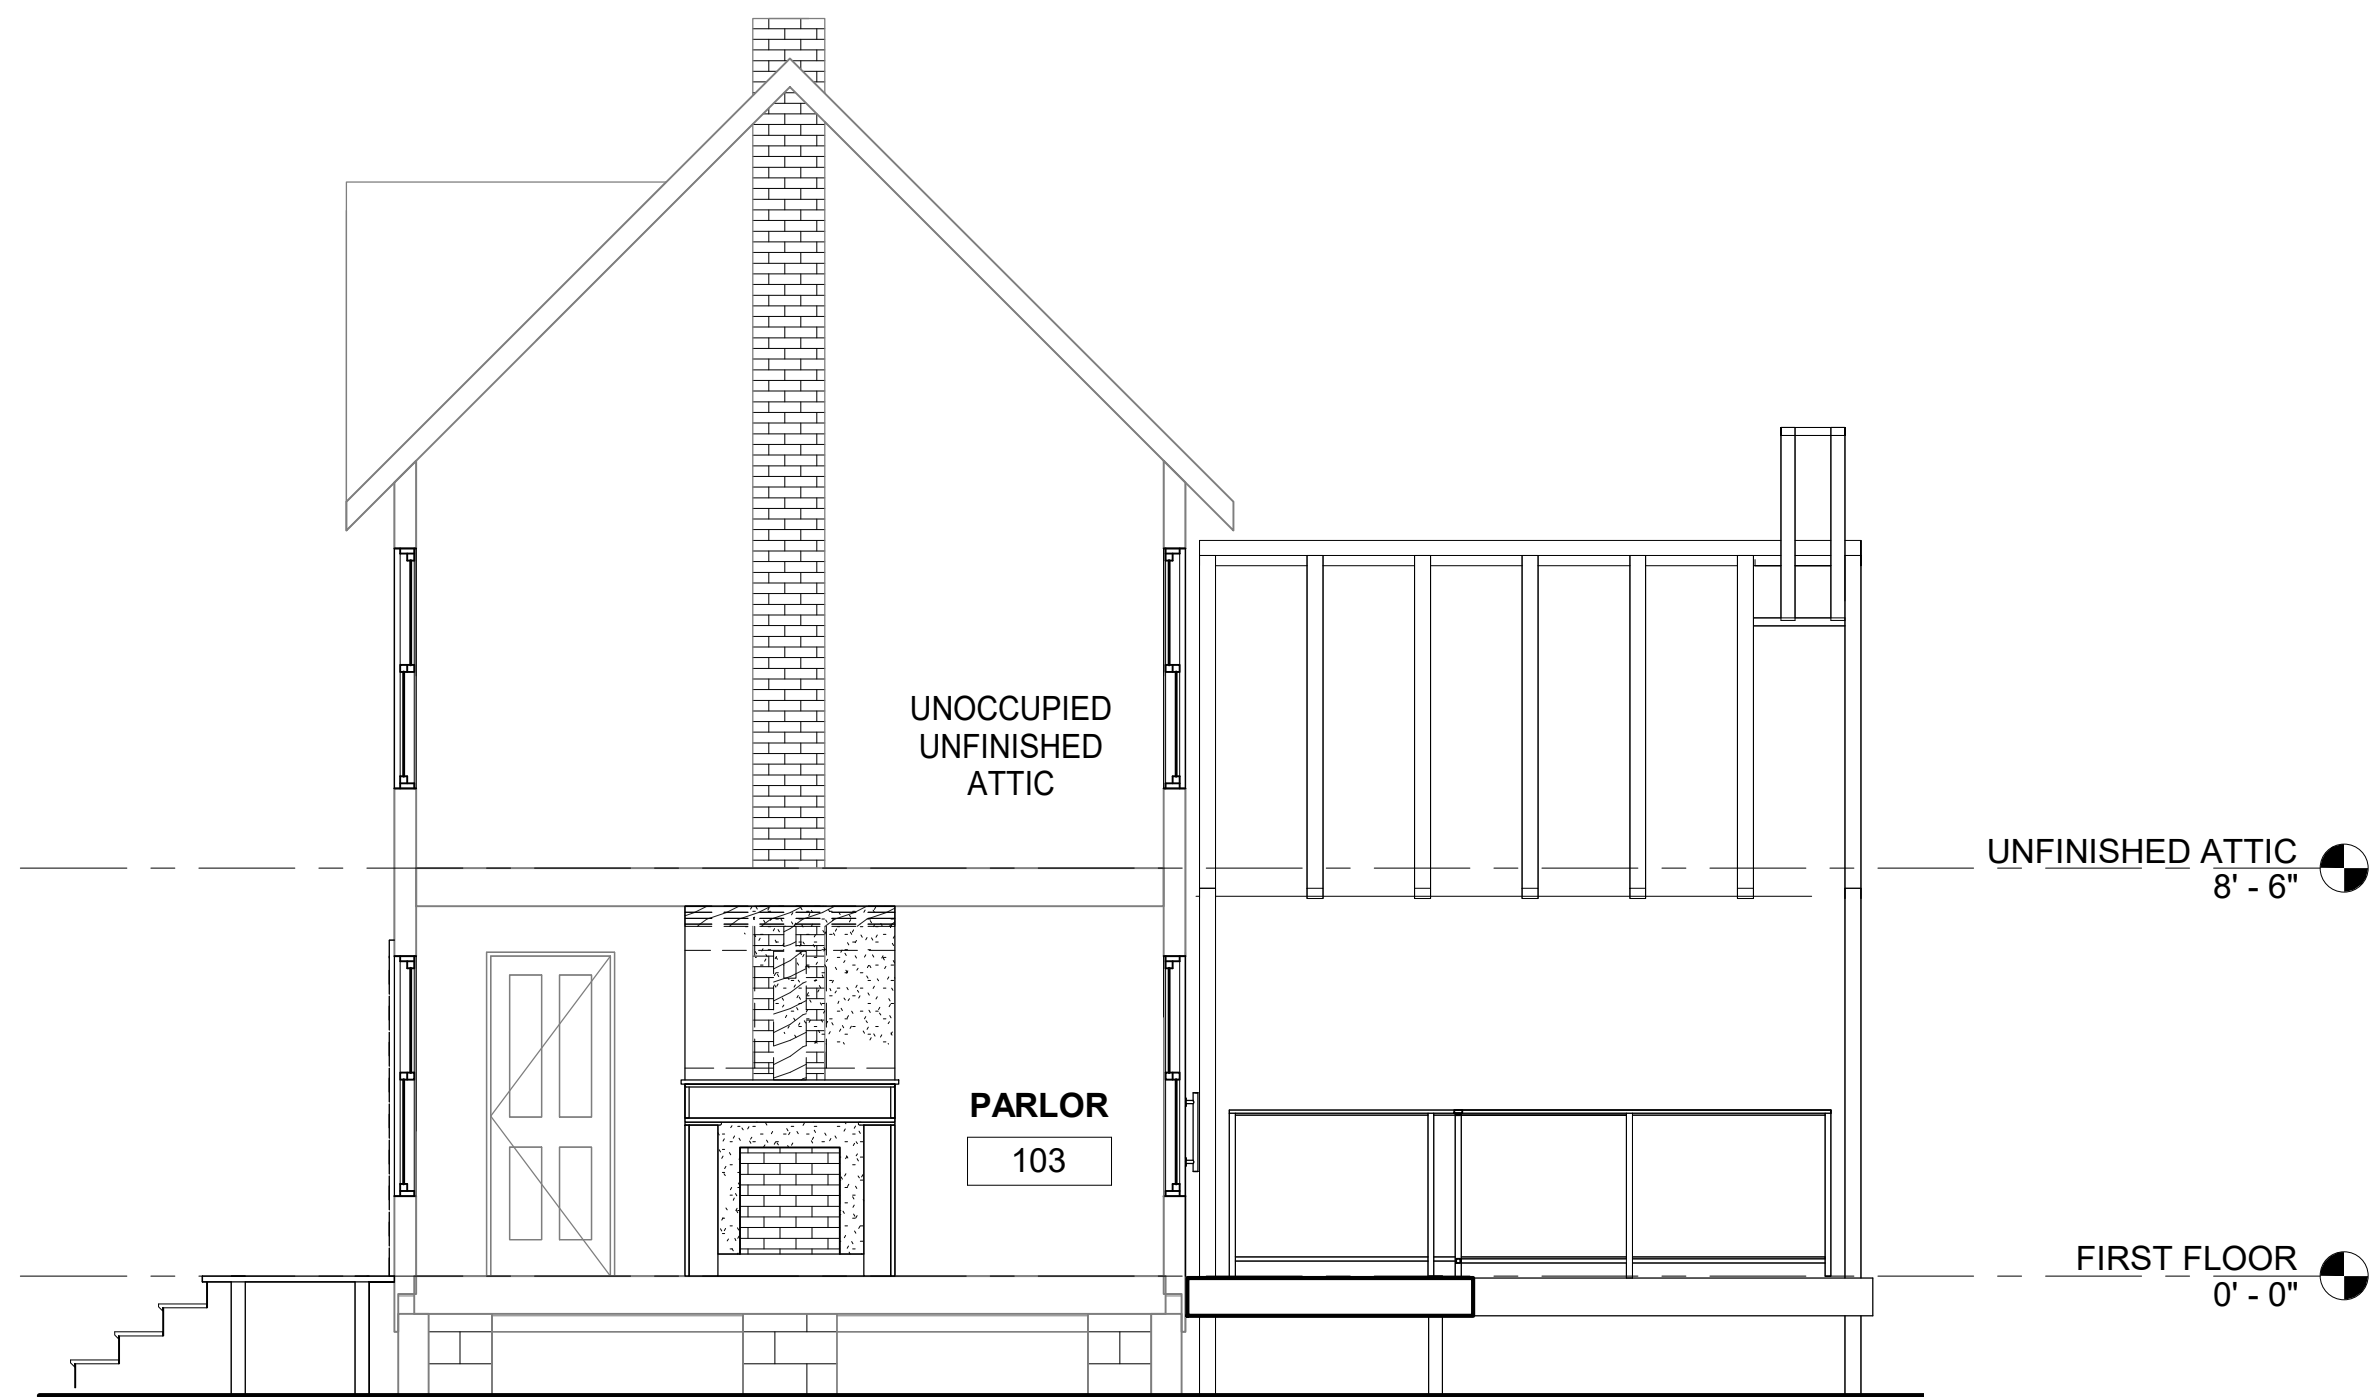 UNOCCUPIED
UNFINISHED
ATTIC
UNFINISHED ATTIC
8' - 6"
PARLOR
103
FIRST FLOOR
0' - 0"